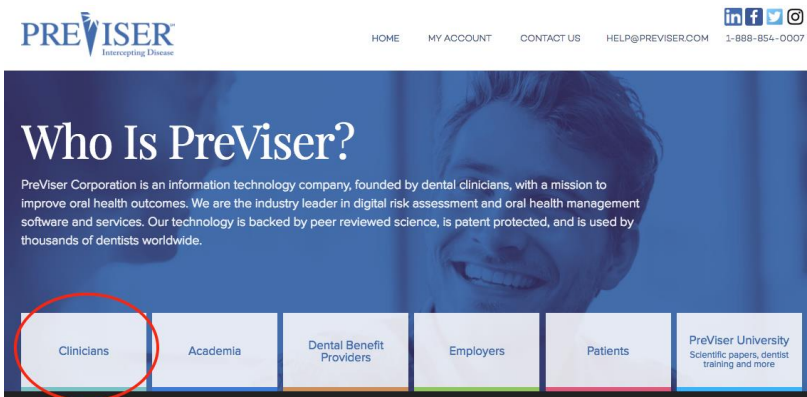 PREVISER
Intercepting Disease
HOME MY ACCOUNT CONTACT US HELP@PREVISER.COM 1-888-854-0007
Who Is PreViser?
PreViser Corporation is an information technology company, founded by dental clinicians, with a mission to
improve oral health outcomes. We are the industry leader in digital risk assessment and oral health management
software and services. Our technology is backed by peer reviewed science, is patent protected, and is used by
thousands of dentists worldwide.
Clinicians
Academia
Dental Benefit
Providers
Employers
Patients
PreViser University
Scientific papers, dentist
training and more